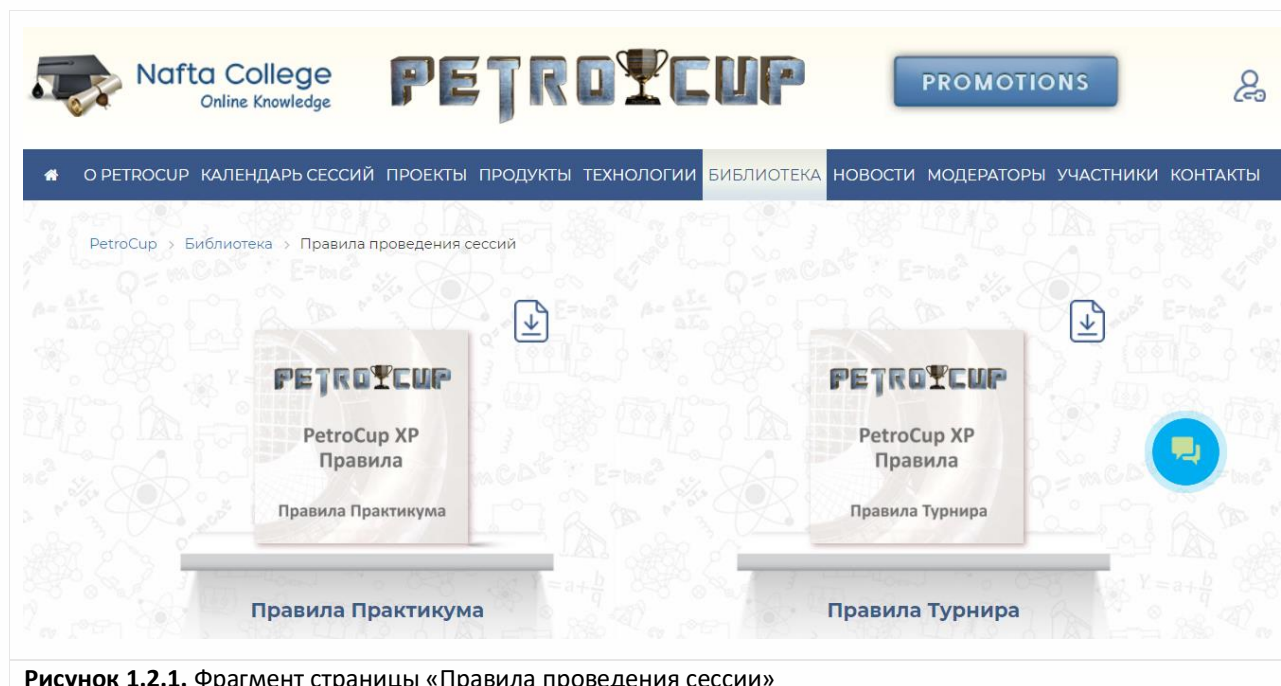 Nafta College
Online Knowledge
PETROCUP
PROMOTIONS
О PETROCUP КАЛЕНДАРЬ СЕССИЙ ПРОЕКТЫ ПРОДУКТЫ ТЕХНОЛОГИИ БИБЛИОТЕКА НОВОСТИ МОДЕРАТОРЫ УЧАСТНИКИ КОНТАКТЫ
PetroCup > Библиотека > Правила проведения сессий
PETROCUP
PetroCup XP
Правила
Правила Практикума
PETROCUP
PetroCup XP
Правила
Правила Турнира
Правила Практикума
Правила Турнира
Рисунок 1.2.1. Фрагмент страницы «Правила проведения сессии»